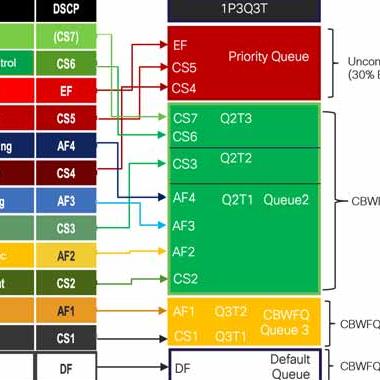 DSCP
1P3Q3T
(CS7)
trol
CS6
EF
CS5
ng
AF4
CS4
g
AF3
CS3
c
AF2
t
CS2
AF1
CS1
DF
EF
CS5
Priority Queue
CS4
CS7 Q2T3
CS6
CS3 Q2T2
AF4 Q2T1 Queue2
AF3
AF2
CS2
AF1 Q3T2 CBWFQ
Queue 3
CS1 Q3T1
Default
DF Queue
Uncon
(30% B
CBWF
CBWFQ
CBWFQ